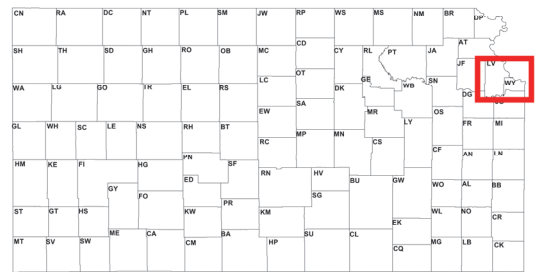 CN RA DC NT PL SM JW RP WS MS NM BR DP
SH TH SD GH RO OB MC CD CY RL PT JA AT
JF LV
WA LG GO TR EL RS LC OT GE WB SN WY
DK DG
EW SA MR OS
GL WH SC LE NS RH BT LY FR MI
RC MP MN CS
HM KE FI HG PN SF CF AN LN
ED RN HV BU GW WO AL BB
GY FO SG
PR
ST GT HS KW KM WL NO CR
EK
MT SV SW ME CA CM BA HP SU CL CQ MG LB CK